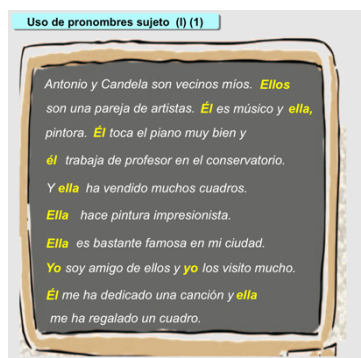 Uso de pronombres sujeto (I) (1)
Antonio y Candela son vecinos míos. Ellos
son una pareja de artistas. Él es músico y ella,
pintora. Él toca el piano muy bien y
él trabaja de profesor en el conservatorio.
Y ella ha vendido muchos cuadros.
Ella hace pintura impresionista.
Ella es bastante famosa en mi ciudad.
Yo soy amigo de ellos y yo los visito mucho.
Él me ha dedicado una canción y ella
me ha regalado un cuadro.